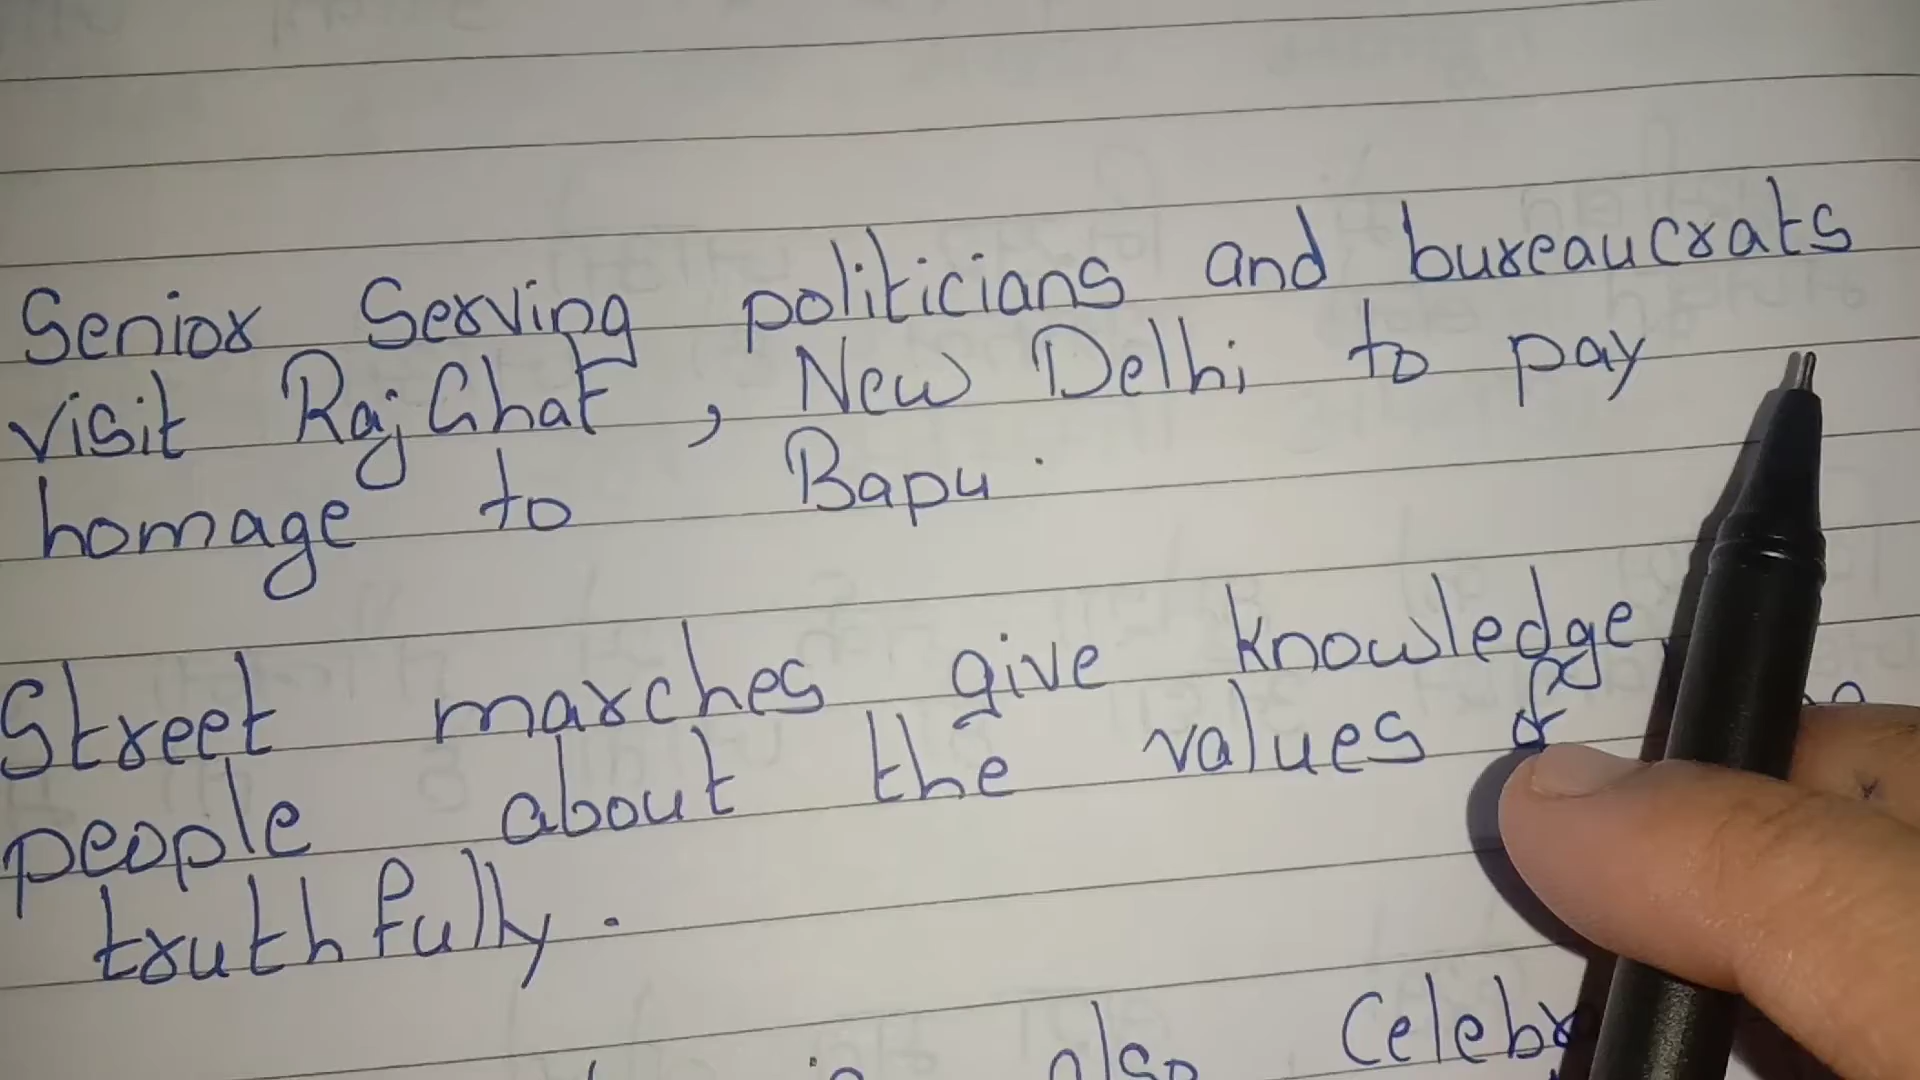 Senior Serving politicians and bureaucrats
visit Raj Ghat, New Delhi to pay
homage to Bapu.
Street marches give knowledge
people about the values of
truthfully.
also Celebr